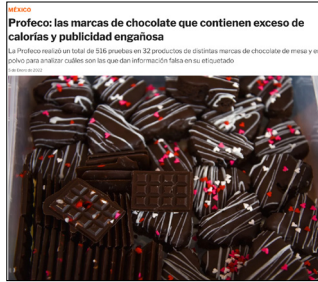 MÉXICO
Profeco: las marcas de chocolate que contienen exceso de
calorías y publicidad engañosa
La Profeco realizó un total de 516 pruebas en 32 productos de distintas marcas de chocolate de mesa y e
polvo para analizar cuáles son las que dan información falsa en su etiquetado